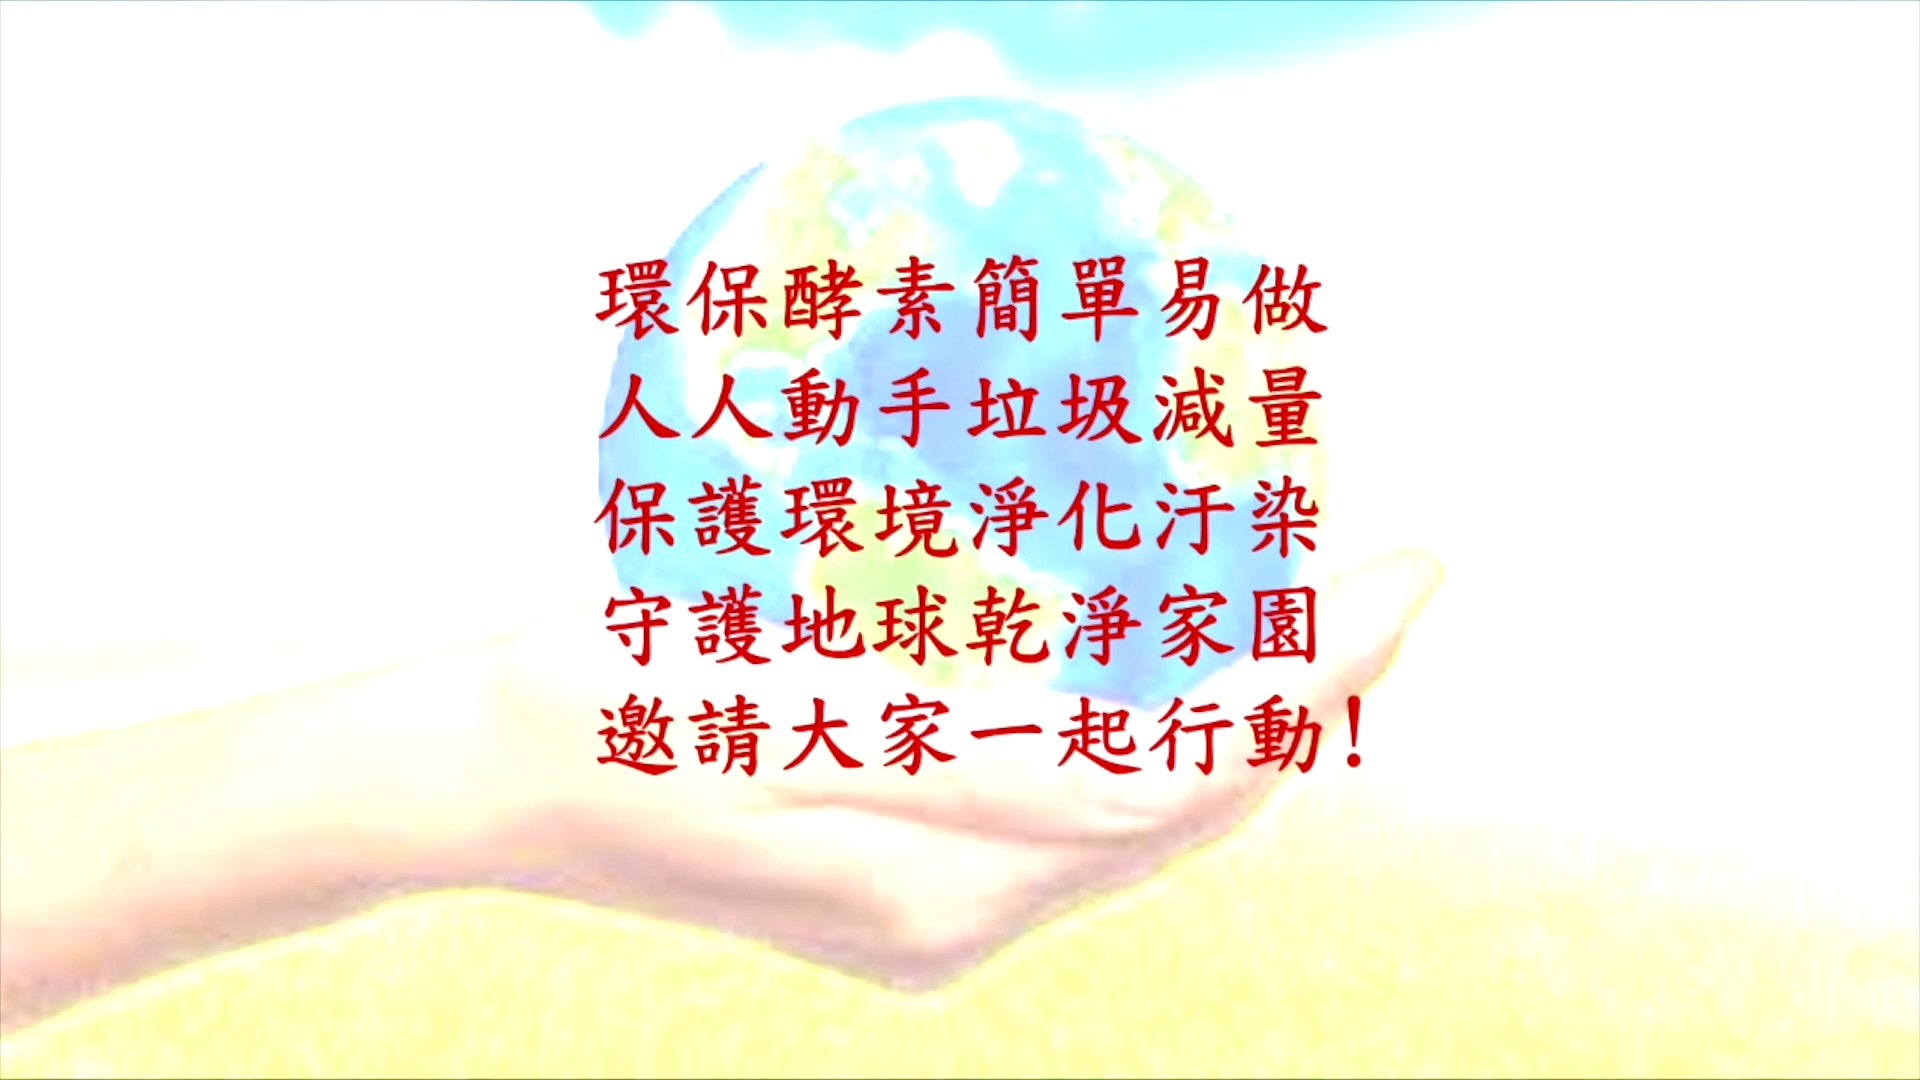 環保酵素簡單易做
人人動手垃圾減量
保護環境淨化汙染
守護地球乾淨家園
邀請大家一起行動!